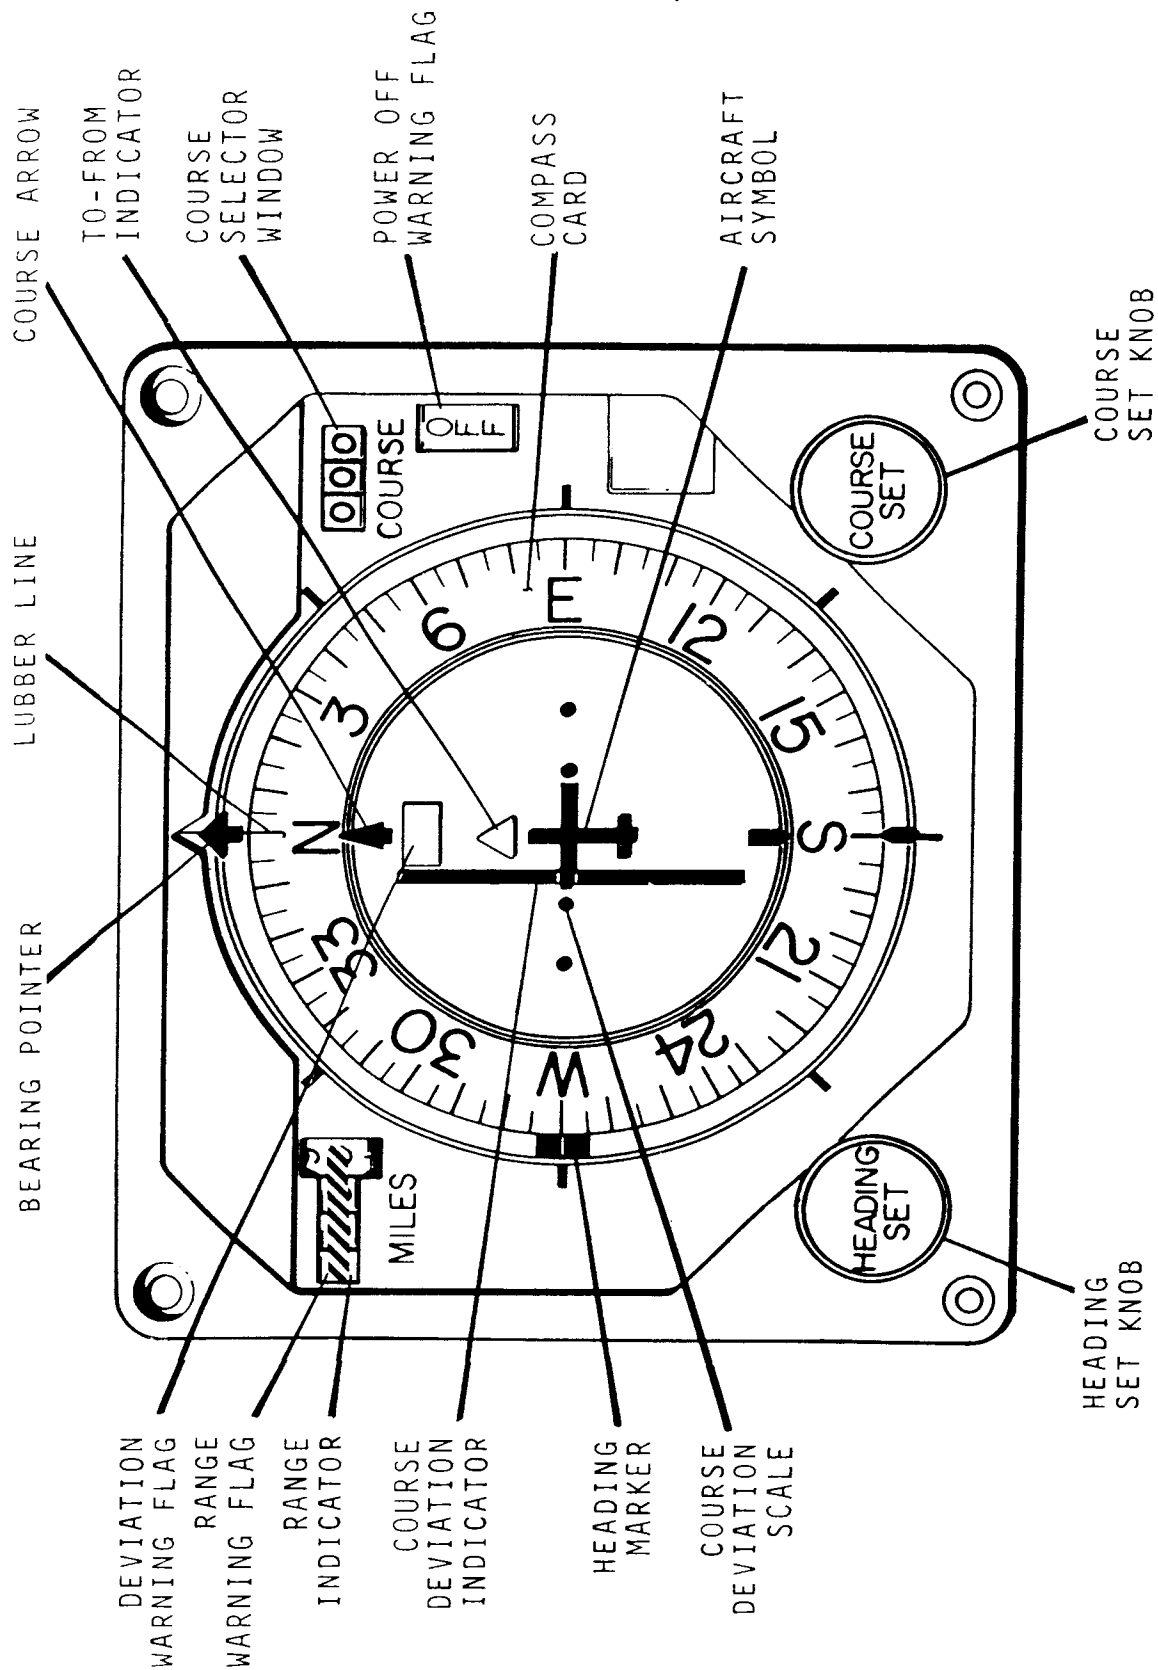 BEARING POINTER
LUBBER LINE
COURSE ARROW
TO-FROM
INDICATOR
COURSE
SELECTOR
WINDOW
POWER OFF
WARNING FLAG
COMPASS
CARD
AIRCRAFT
SYMBOL
COURSE
SET KNOB
HEADING
SET KNOB
DEVIATION
WARNING FLAG
RANGE
WARNING FLAG
RANGE
INDICATOR
COURSE
DEVIATION
INDICATOR
HEADING
MARKER
COURSE
DEVIATION
SCALE
MILES
000
COURSE
OFF
N
3
6
E
12
15
S
21
24
W
30
33
HEADING
SET
COURSE
SET